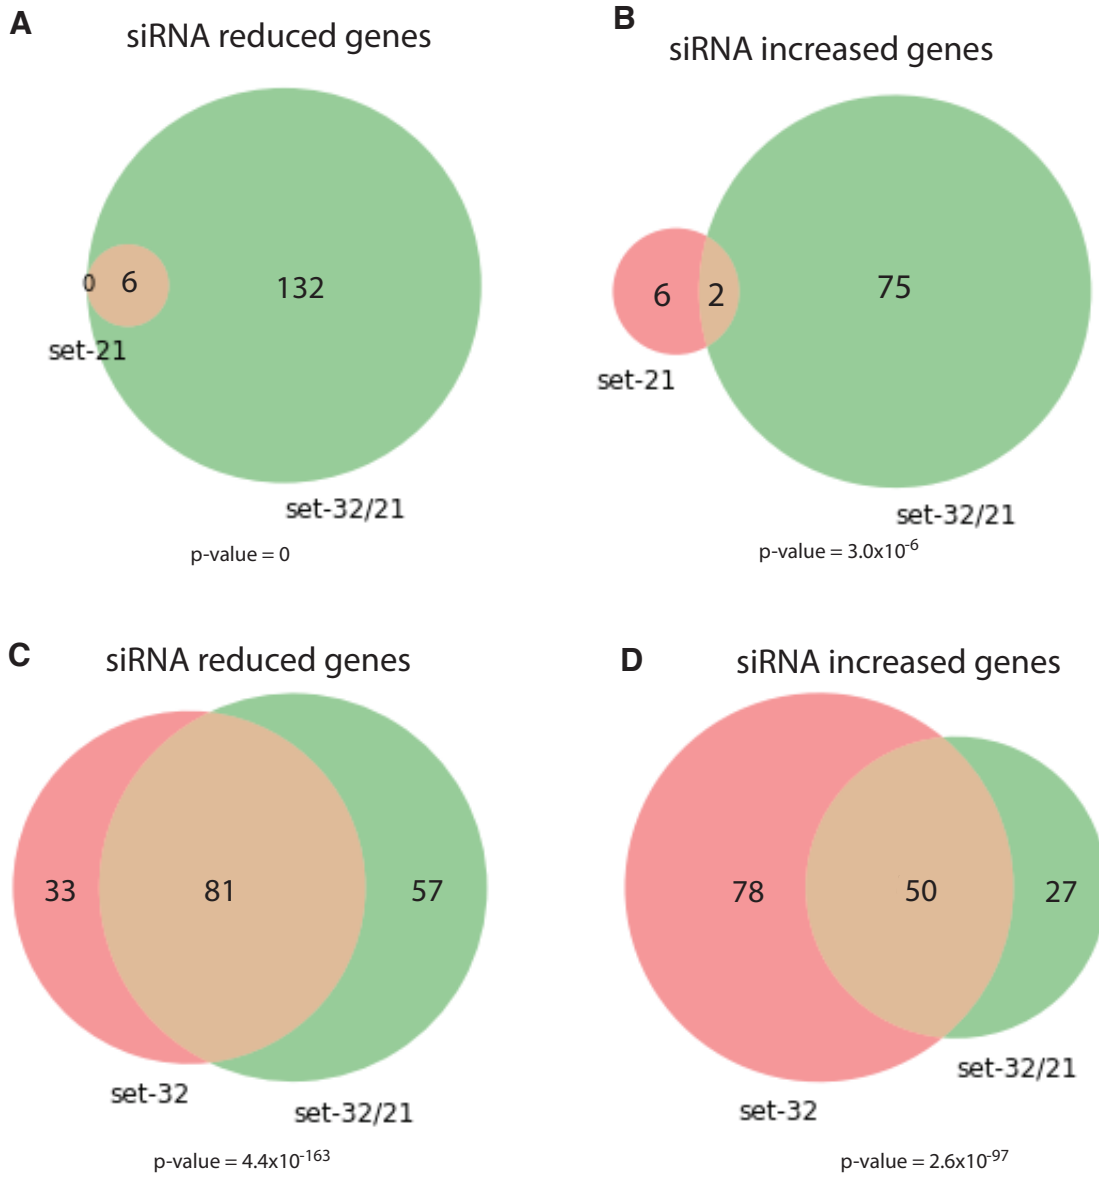 A
siRNA reduced genes
0
6
132
set-21
set-32/21
p-value = 0
B
siRNA increased genes
6
2
75
set-21
set-32/21
p-value = 3.0x10⁻⁶
C
siRNA reduced genes
33
81
57
set-32
set-32/21
p-value = 4.4x10⁻¹⁶³
D
siRNA increased genes
78
50
27
set-32/21
set-32
p-value = 2.6x10⁻⁹⁷